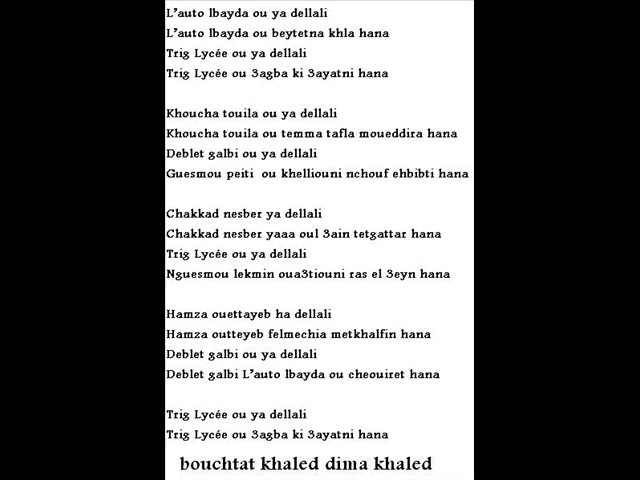 L'auto lbayda ou ya dellali
L'auto lbayda ou beytetna khla hana
Trig Lycée ou ya dellali
Trig Lycée ou 3agba ki 3ayatni hana
Khoucha touila ou ya dellali
Khoucha touila ou temma tafla moueddira hana
Deblet galbi ou ya dellali
Guesmou peiti ou khelliouni nchouf ehbibti hana
Chakkad nesber ya dellali
Chakkad nesber yaaa oul 3ain tetgattar hana
Trig Lycée ou ya dellali
Nguesmou lekmin oua3tiouni ras el 3eyn hana
Hamza ouettayeb ha dellali
Hamza outteyeb felmechia metkhalfin hana
Deblet galbi ou ya dellali
Deblet galbi L'auto lbayda ou cheouiret hana
Trig Lycée ou ya dellali
Trig Lycée ou 3agba ki 3ayatni hana
bouchtat khaled dima khaled